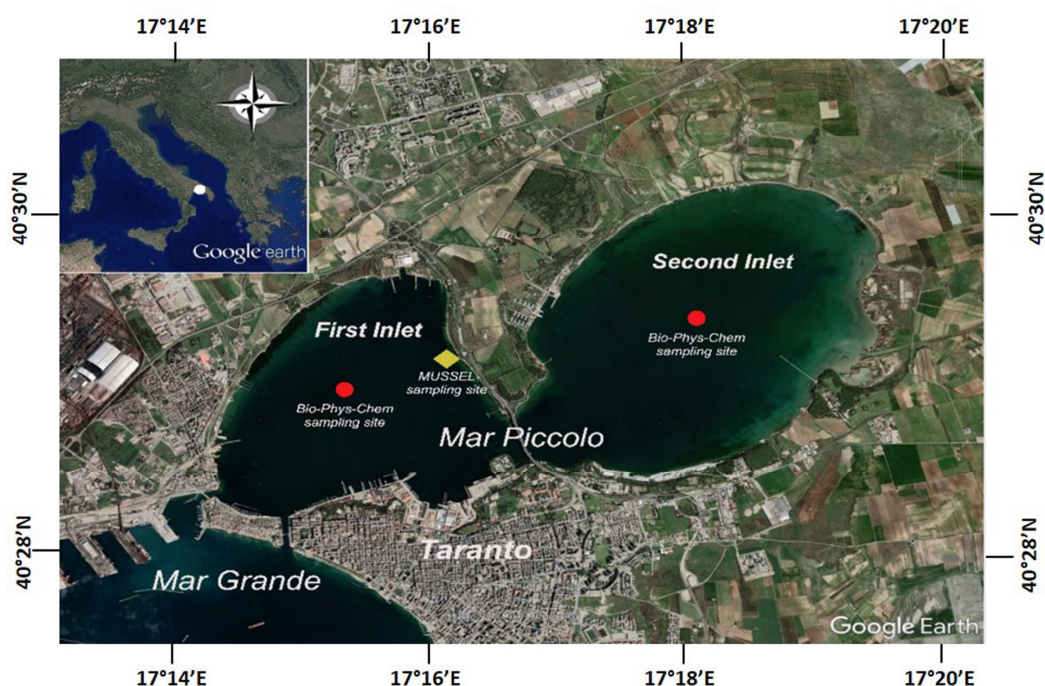 17°14'E 17°16'E 17°18'E 17°20'E
40°30'N
40°30'N
Google earth
Second Inlet
First Inlet
Bio-Phys-Chem
sampling site
MUSSEL
sampling site
Bio-Phys-Chem
sampling site
Mar Piccolo
40°28'N
40°28'N
Taranto
Mar Grande
Google Earth
17°14'E 17°16'E 17°18'E 17°20'E